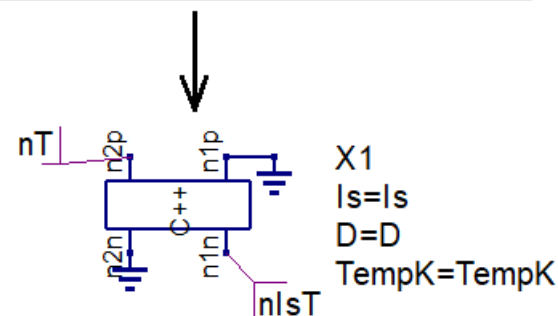 nT
n2p
n1p
C++
n2n
n1n
nIsT
X1
Is=Is
D=D
TempK=TempK